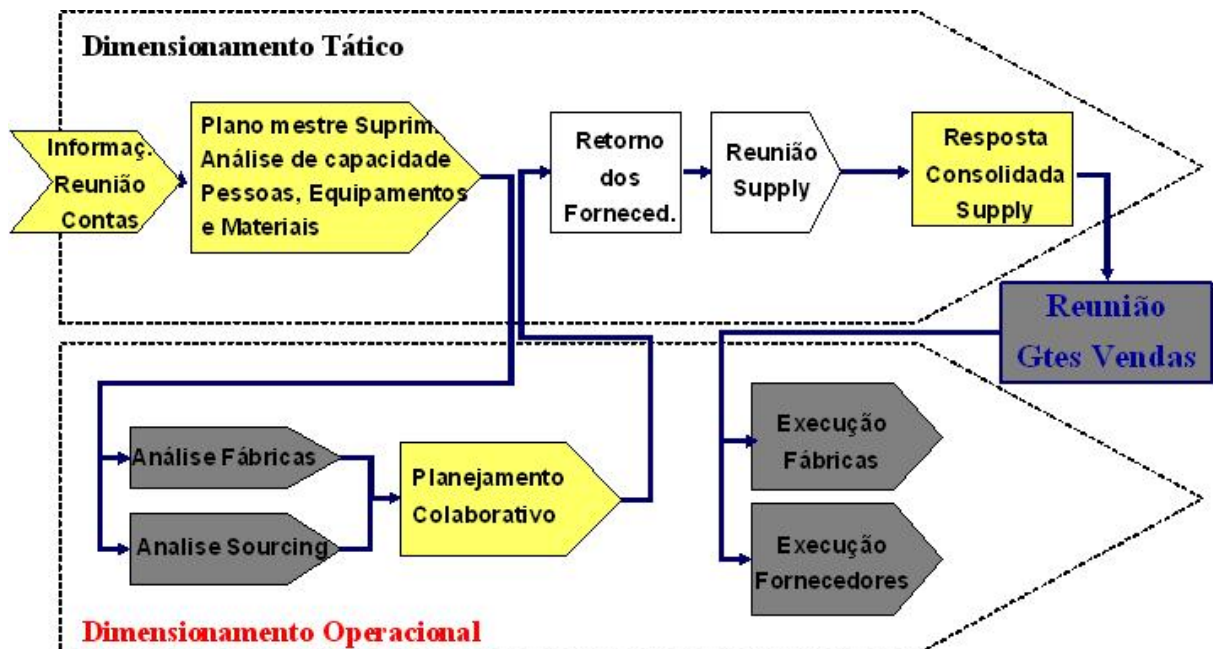 Dimensionamento Tático
Informaç.
Reunião
Contas
Plano mestre Suprim.
Análise de capacidade
Pessoas, Equipamentos
e Materiais
Retorno
dos
Forneced.
Reunião
Supply
Resposta
Consolidada
Supply
Reunião
Gtes Vendas
Análise Fábricas
Analise Sourcing
Planejamento
Colaborativo
Execução
Fábricas
Execução
Fornecedores
Dimensionamento Operacional